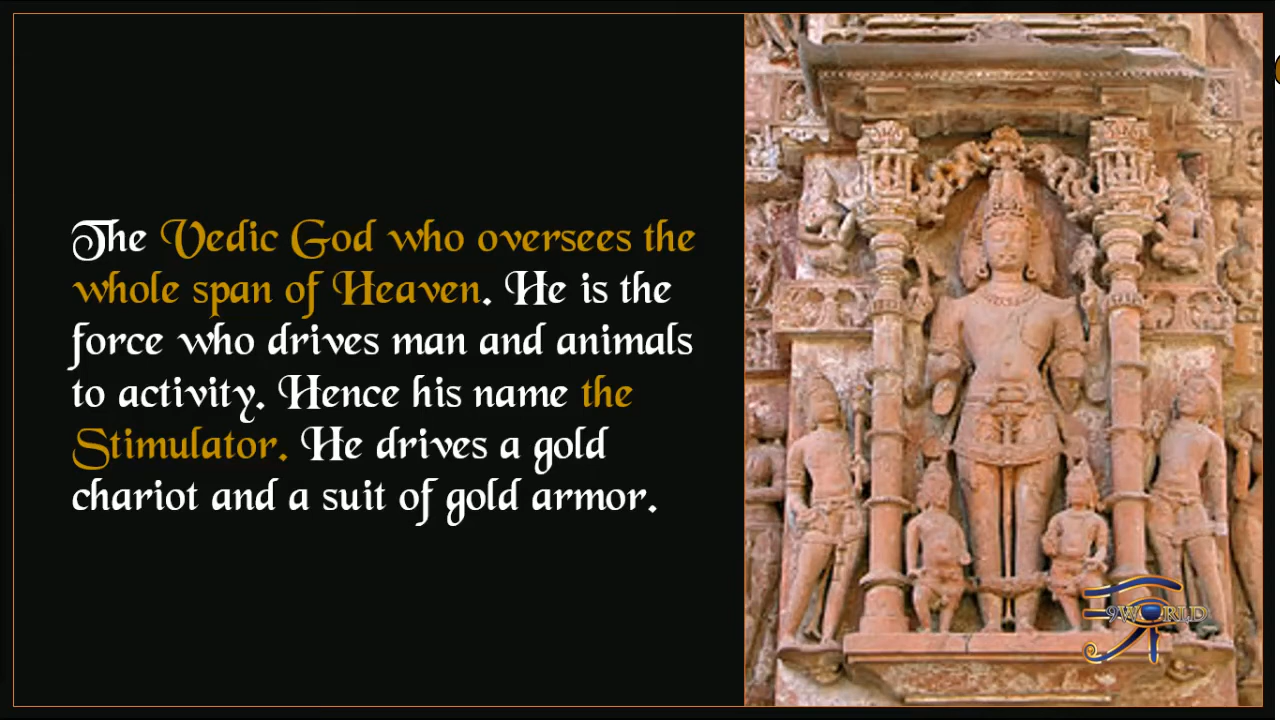 The Vedic God who oversees the
whole span of Heaven. He is the
force who drives man and animals
to activity. Hence his name the
Stimulator. He drives a gold
chariot and a suit of gold armor.
9WORLD